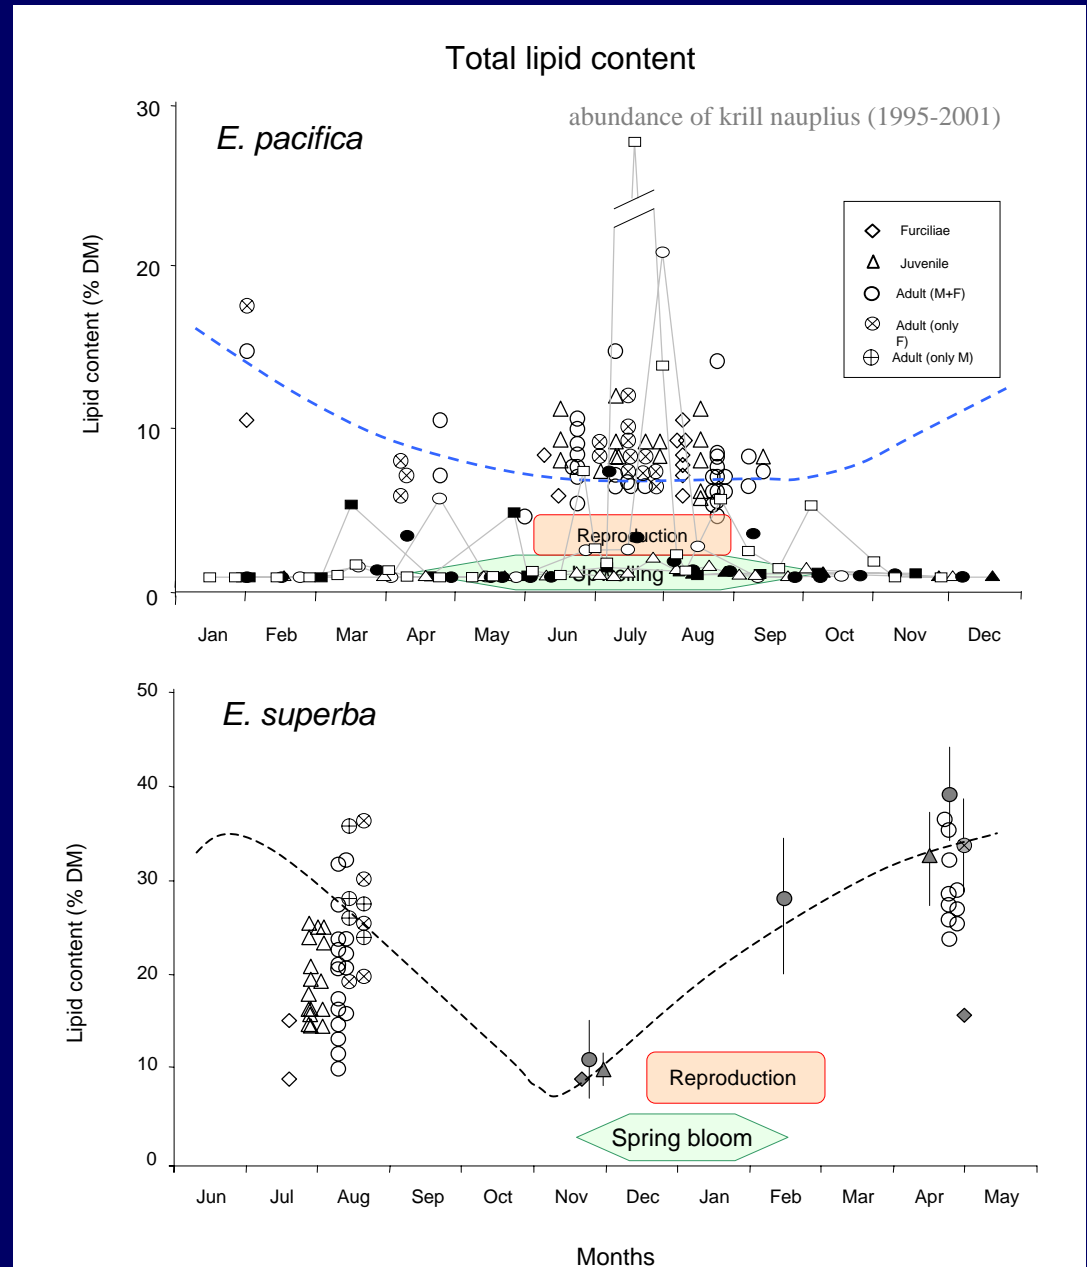 Total lipid content
30
abundance of krill nauplius (1995-2001)
E. pacifica
Furciliae
Juvenile
Adult (M+F)
Adult (only
F)
Adult (only M)
Lipid content (% DM)
20
10
0
Reproduction
Jan Feb Mar Apr May Jun July Aug Sep Oct Nov Dec
50
E. superba
40
30
20
10
0
Lipid content (% DM)
Reproduction
Spring bloom
Jun Jul Aug Sep Oct Nov Dec Jan Feb Mar Apr May
Months